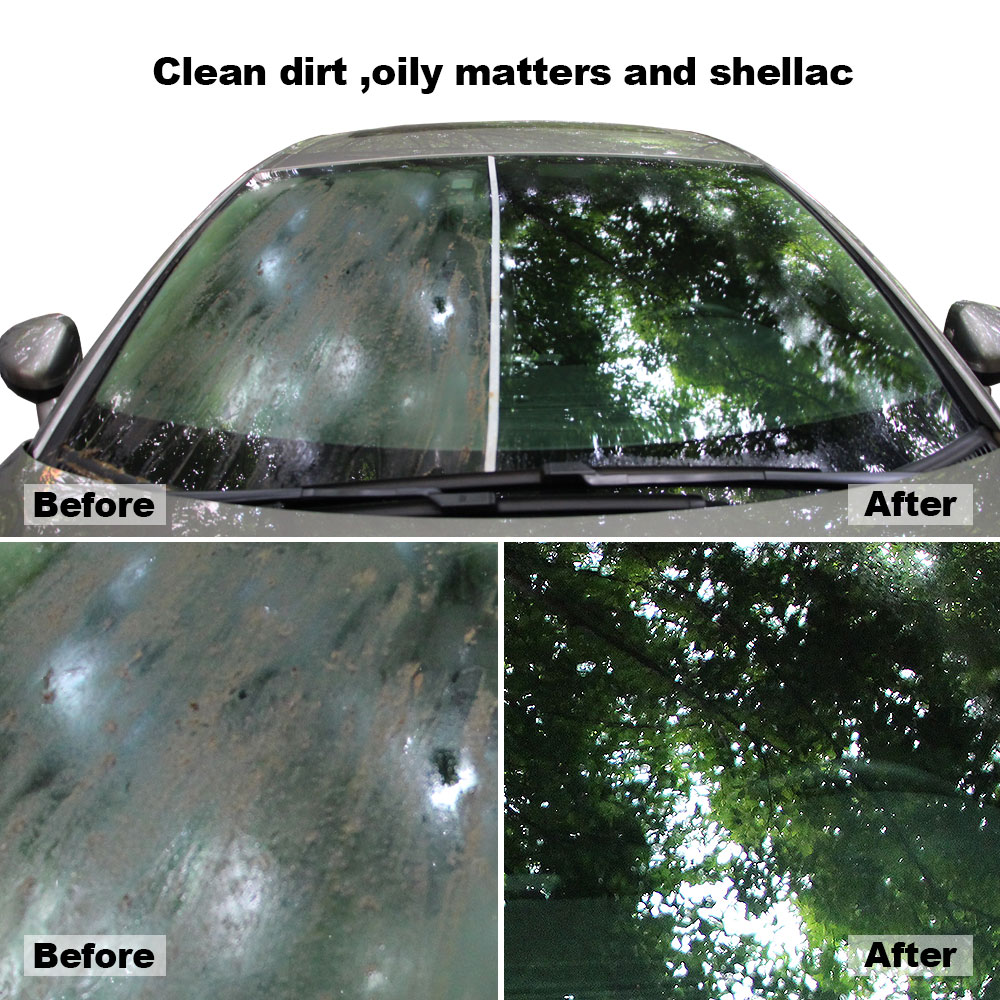 Clean dirt ,oily matters and shellac
Before
After
Before
After